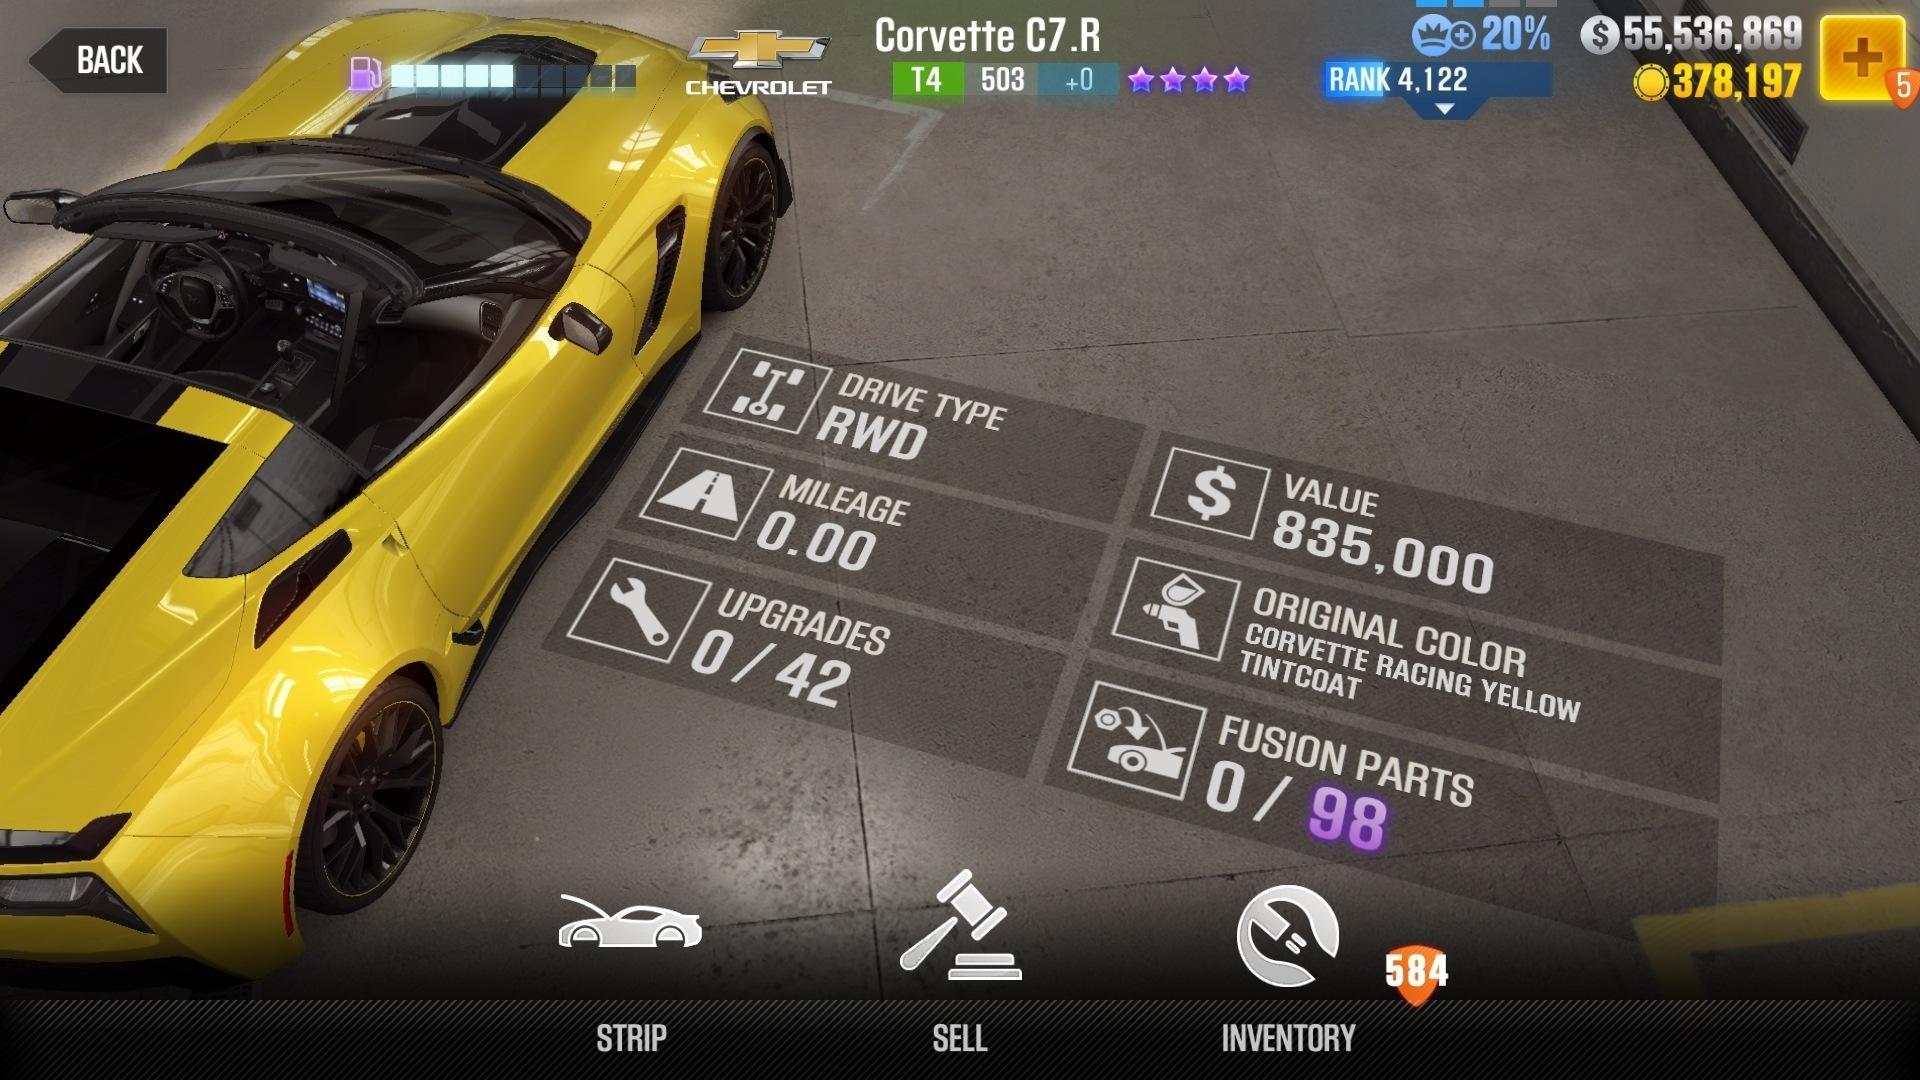 BACK
CHEVROLET
Corvette C7.R
T4 503 +0
20%
RANK 4,122
$55,536,869
378,197
5
DRIVE TYPE
RWD
MILEAGE
0.00
UPGRADES
0/42
$ VALUE
835,000
ORIGINAL COLOR
CORVETTE RACING YELLOW
TINTCOAT
FUSION PARTS
0/98
584
STRIP
SELL
INVENTORY